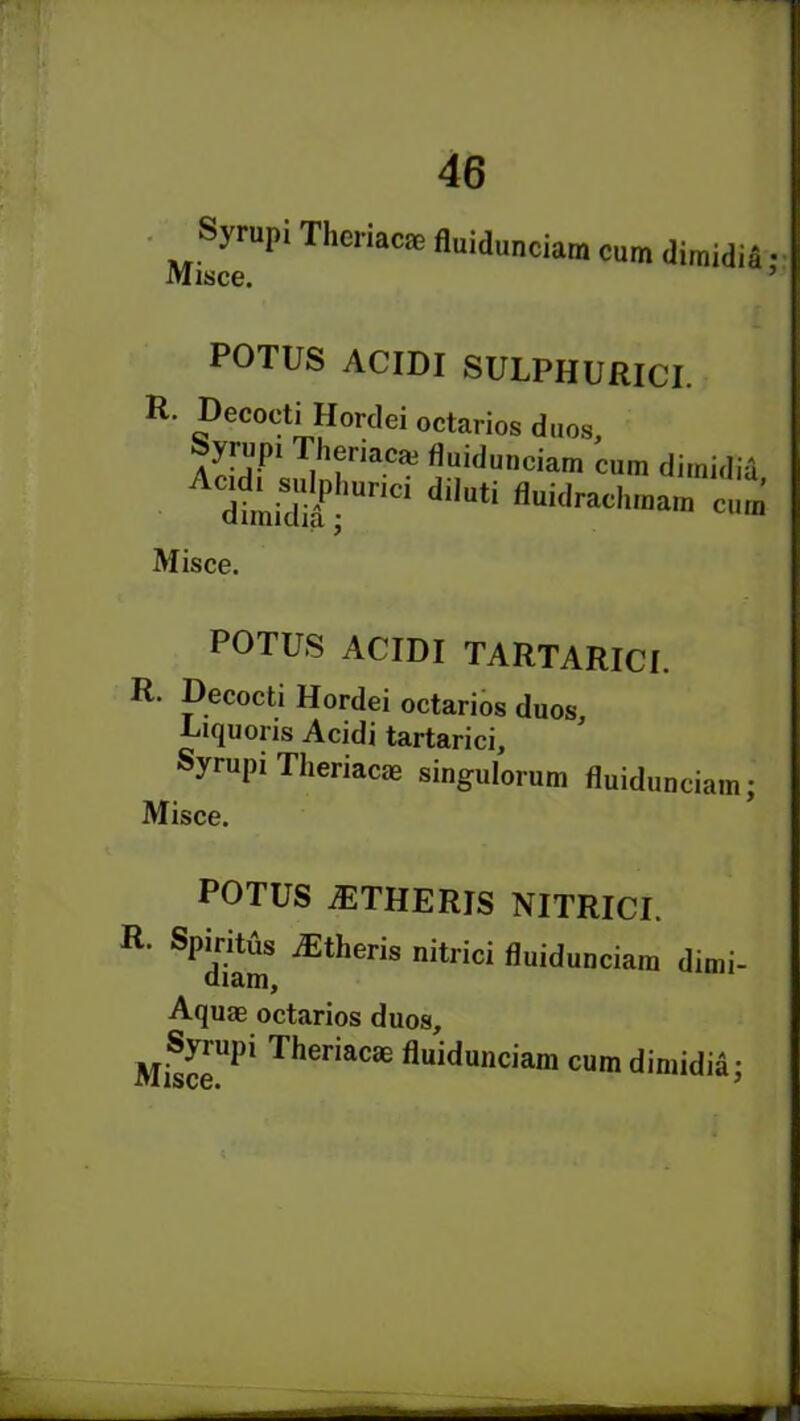 46
Syrupi Theriacæ fluidunciam cum dimidiâ;
Misce.
POTUS ACIDI SULPHURICI.
R. Decocti Hordei octarios duos,
Syrupi Theriacæ fluidunciam cum dimidiâ,
Acidi sulphurici diluti fluidrachmam cum
dimidiâ;
Misce.
POTUS ACIDI TARTARICI.
R. Decocti Hordei octarios duos,
Liquoris Acidi tartarici,
Syrupi Theriacæ singulorum fluidunciam;
Misce.
POTUS ÆTHERIS NITRICI.
R. Spiritûs Ætheris nitrici fluidunciam dimi-
diam,
Aquæ octarios duos,
Syrupi Theriacæ fluidunciam cum dimidiâ;
Misce.